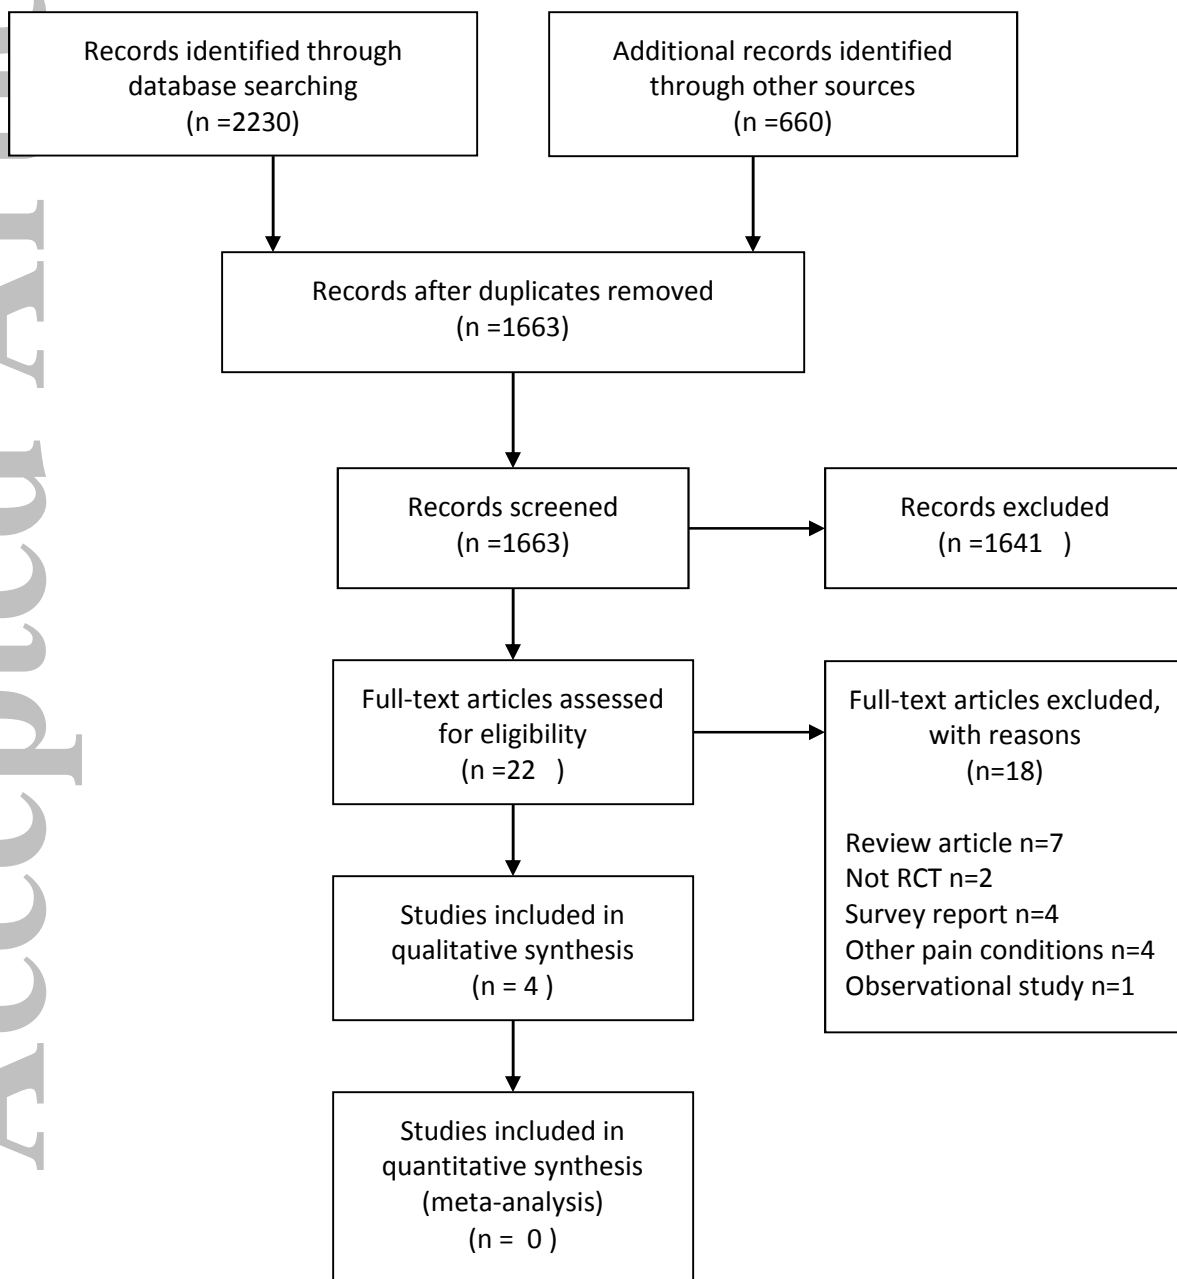 Records identified through
database searching
(n =2230)
Additional records identified
through other sources
(n =660)
Records after duplicates removed
(n =1663)
Records screened
(n =1663)
Records excluded
(n =1641   )
Full-text articles assessed
for eligibility
(n =22   )
Full-text articles excluded,
with reasons
(n=18)
Review article n=7
Not RCT n=2
Survey report n=4
Other pain conditions n=4
Observational study n=1
Studies included in
qualitative synthesis
(n = 4 )
Studies included in
quantitative synthesis
(meta-analysis)
(n =  0 )
Accepted